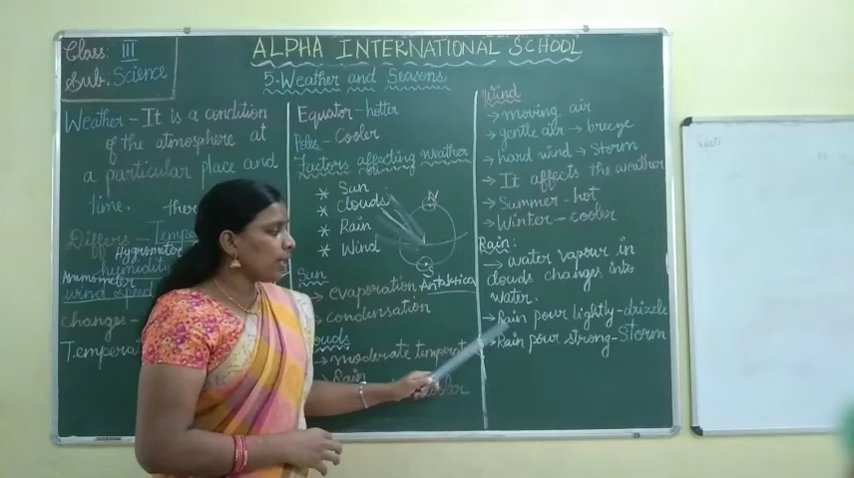 Class: III
Sub. Science
ALPHA INTERNATIONAL SCHOOL
5. Weather and Seasons
Weather - It is a condition
of the atmosphere at
a particular place and
time.
Differs - Tempe
Hygrometer
humidity
Anmometer
wind speed
changes -
Tempera
Equator - hotter
Poles - Cooler
Factors affecting Weather
* Sun
* Clouds
* Rain
* Wind
N
S
Antarctica
Sun
→ evaporation
→ condensation
louds
→ moderate temperat
→ Rain
Wind
→ moving air
→ gentle air → breeze
→ hard wind → Storm
→ It affects the weather
→ Summer - hot
→ Winter - cooler
Rain:
→ water vapour in
clouds changes into
Water.
→ Rain pour lightly - drizzle
→ Rain pour strong - Storm